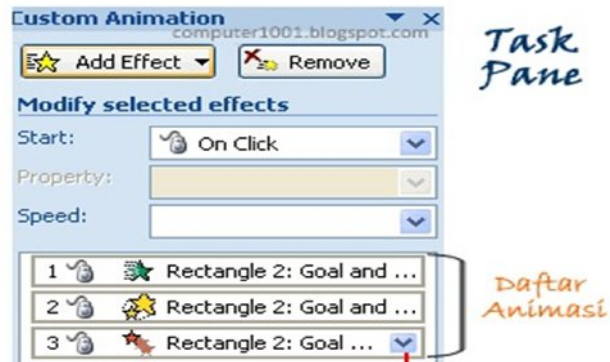 Custom Animation
computer1001.blogspot.com
Add Effect
Remove
Task
Pane
Modify selected effects
Start:
On Click
Property:
Speed:
1 Rectangle 2: Goal and ...
2 Rectangle 2: Goal and ...
3 Rectangle 2: Goal ...
Daftar
Animasi